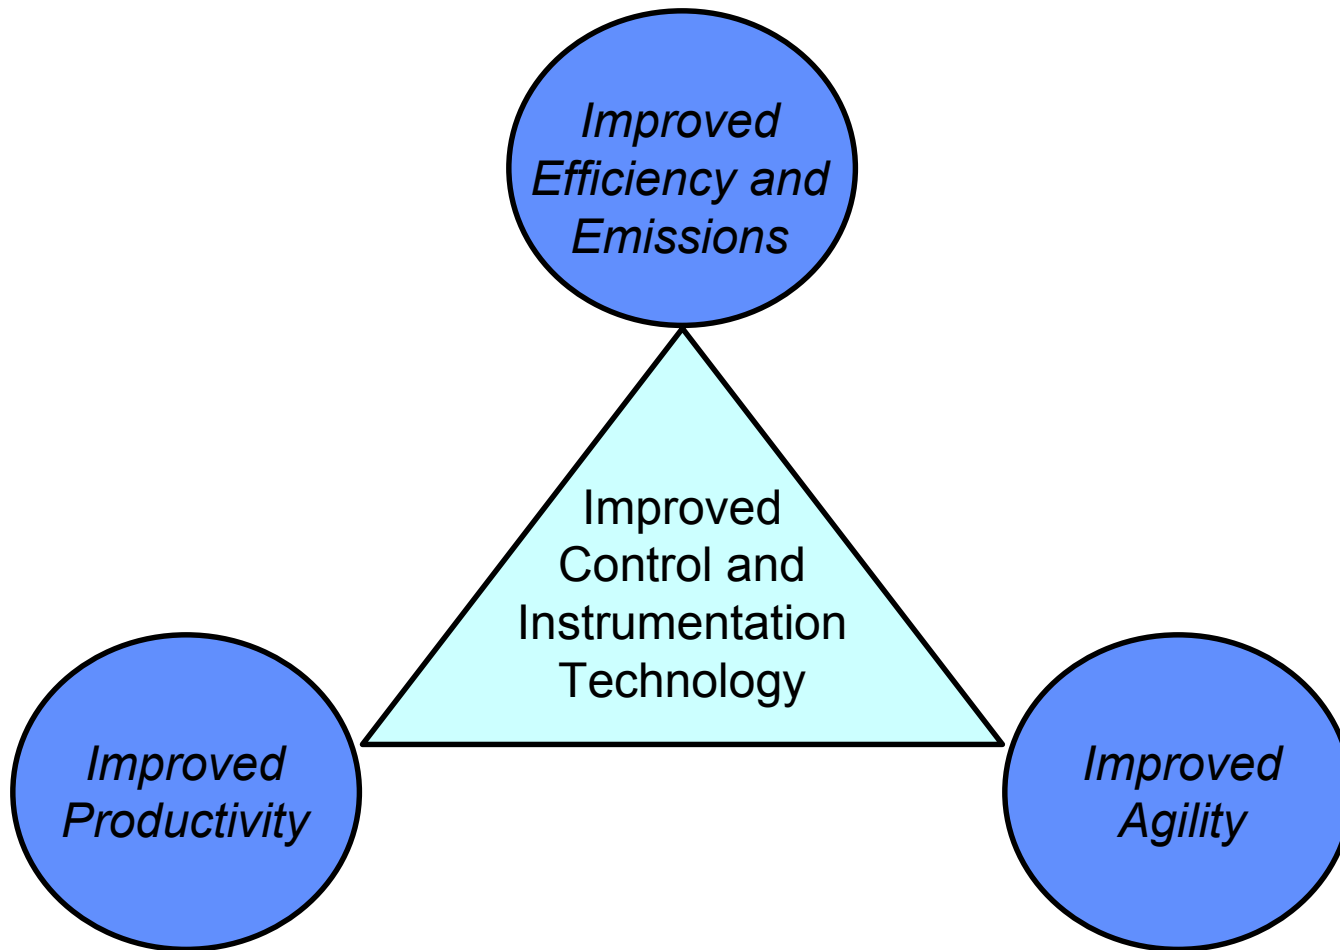 Improved
Efficiency and
Emissions
Improved
Control and
Instrumentation
Technology
Improved
Productivity
Improved
Agility